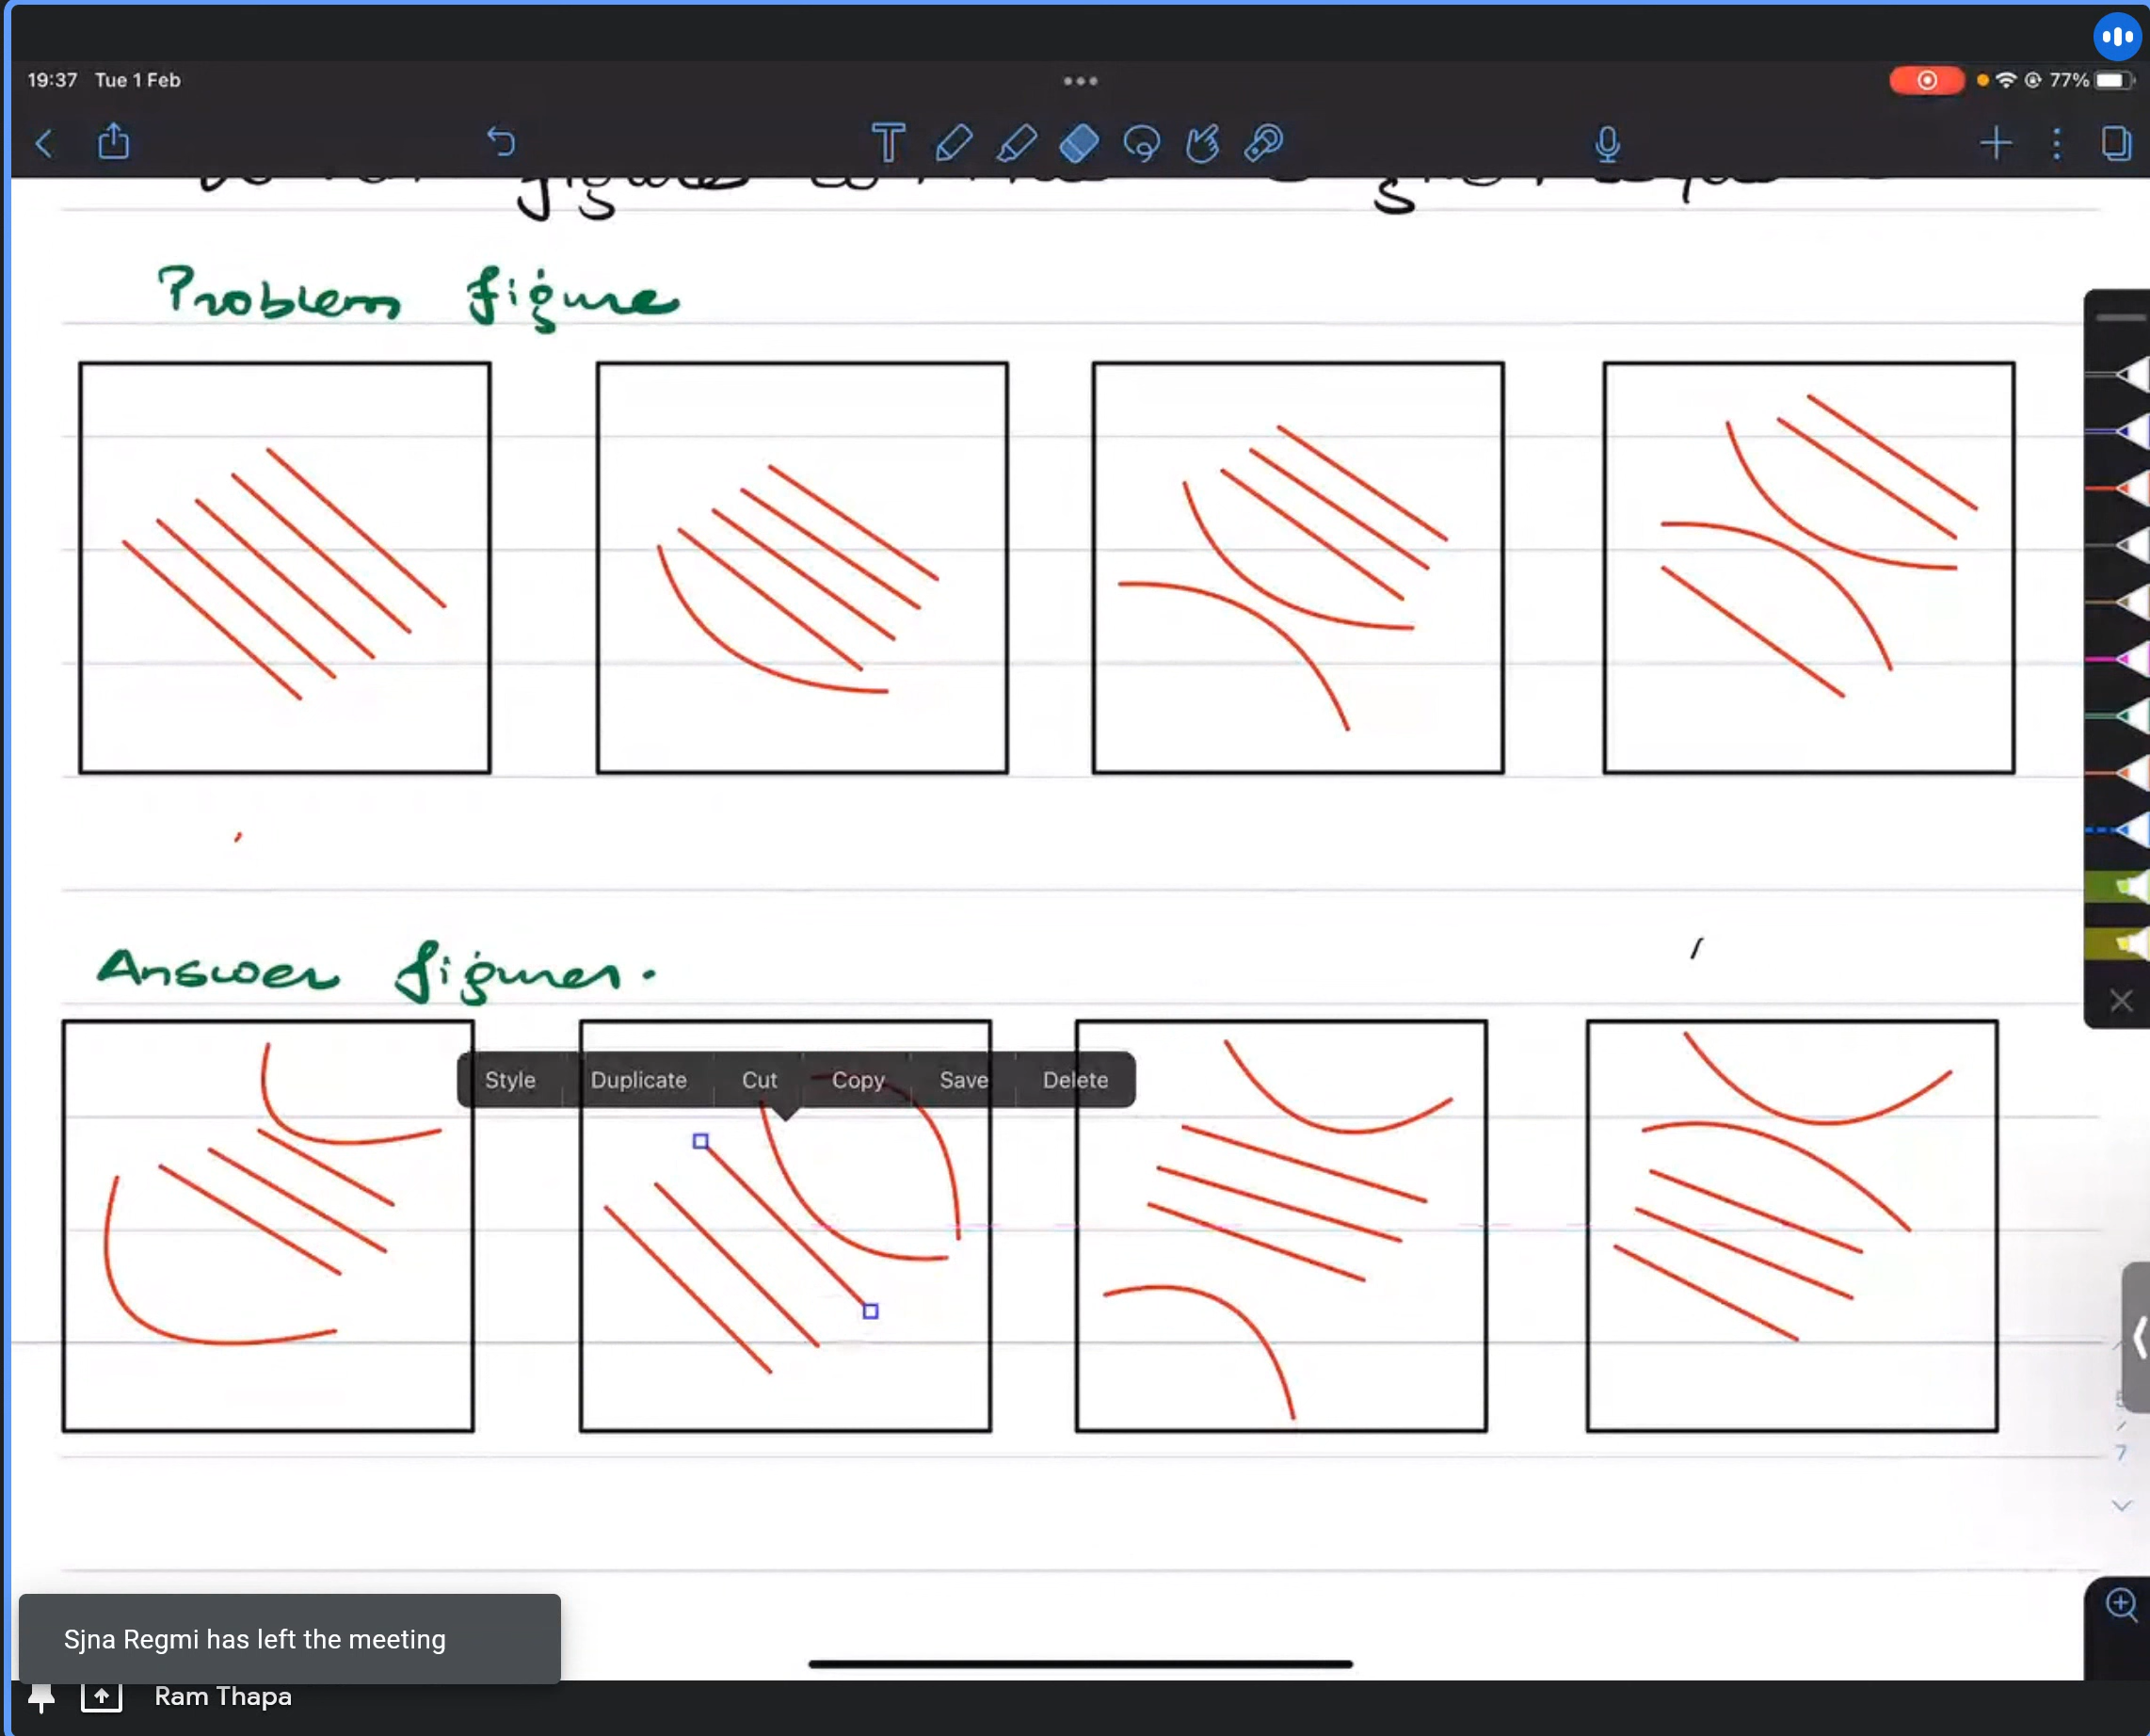 19:37 Tue 1 Feb
77%
Problem figure
Answer figures.
Style Duplicate Cut Copy Save Delete
7
Sjna Regmi has left the meeting
Ram Thapa